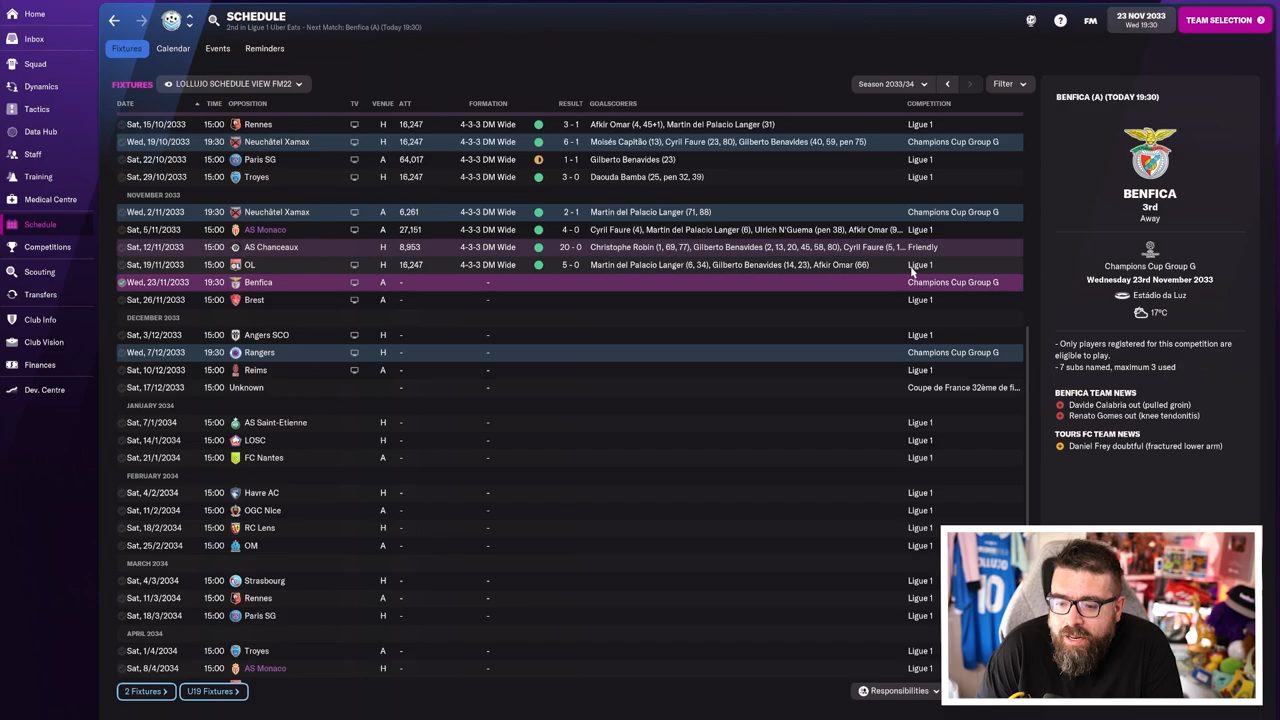 Home
Inbox
Squad
Dynamics
Tactics
Data Hub
Staff
Training
Medical Centre
Schedule
Competitions
Scouting
Transfers
Club Info
Club Vision
Finances
Dev. Centre
SCHEDULE
2nd in Ligue 1 Uber Eats - Next Match: Benfica (A) (Today 19:30)
FM
23 NOV 2033
Wed 19:30
TEAM SELECTION
Fixtures Calendar Events Reminders
FIXTURES LOLLUJO SCHEDULE VIEW FM22 Season 2033/34 Filter
DATE TIME OPPOSITION TV VENUE ATT FORMATION RESULT GOALSCORERS COMPETITION
Sat, 15/10/2033 15:00 Rennes H 16,247 4-3-3 DM Wide 3 - 1 Afkir Omar (4, 45+1), Martin del Palacio Langer (31) Ligue 1
Wed, 19/10/2033 19:30 Neuchâtel Xamax H 16,247 4-3-3 DM Wide 6 - 1 Moisés Capitão (13), Cyril Faure (23, 80), Gilberto Benavides (40, 59, pen 75) Champions Cup Group G
Sat, 22/10/2033 15:00 Paris SG A 64,017 4-3-3 DM Wide 1 - 1 Gilberto Benavides (23) Ligue 1
Sat, 29/10/2033 15:00 Troyes H 16,247 4-3-3 DM Wide 3 - 0 Daouda Bamba (25, pen 32, 39) Ligue 1
NOVEMBER 2033
Wed, 2/11/2033 19:30 Neuchâtel Xamax A 6,261 4-3-3 DM Wide 2 - 1 Martin del Palacio Langer (71, 88) Champions Cup Group G
Sat, 5/11/2033 15:00 AS Monaco A 27,151 4-3-3 DM Wide 4 - 0 Cyril Faure (4), Martin del Palacio Langer (6), Ulrich N'Guema (pen 38), Afkir Omar (9... Ligue 1
Sat, 12/11/2033 15:00 AS Chanceaux H 8,953 4-3-3 DM Wide 20 - 0 Christophe Robin (1, 69, 77), Gilberto Benavides (2, 13, 20, 45, 58, 80), Cyril Faure (5, 1... Friendly
Sat, 19/11/2033 15:00 OL H 16,247 4-3-3 DM Wide 5 - 0 Martin del Palacio Langer (6, 34), Gilberto Benavides (14, 23), Afkir Omar (66) Ligue 1
Wed, 23/11/2033 19:30 Benfica A - - Champions Cup Group G
Sat, 26/11/2033 15:00 Brest A - - Ligue 1
DECEMBER 2033
Sat, 3/12/2033 15:00 Angers SCO H - - Ligue 1
Wed, 7/12/2033 19:30 Rangers H - - Champions Cup Group G
Sat, 10/12/2033 15:00 Reims A - - Ligue 1
Sat, 17/12/2033 15:00 Unknown - - Coupe de France 32ème de fi...
JANUARY 2034
Sat, 7/1/2034 15:00 AS Saint-Etienne H - - Ligue 1
Sat, 14/1/2034 15:00 LOSC H - - Ligue 1
Sat, 21/1/2034 15:00 FC Nantes A - - Ligue 1
FEBRUARY 2034
Sat, 4/2/2034 15:00 Havre AC H - - Ligue 1
Sat, 11/2/2034 15:00 OGC Nice A - - Ligue 1
Sat, 18/2/2034 15:00 RC Lens H - - Ligue 1
Sat, 25/2/2034 15:00 OM A - - Ligue 1
MARCH 2034
Sat, 4/3/2034 15:00 Strasbourg H - - Ligue 1
Sat, 11/3/2034 15:00 Rennes A - - Ligue 1
Sat, 18/3/2034 15:00 Paris SG H - - Ligue 1
APRIL 2034
Sat, 1/4/2034 15:00 Troyes A - - Ligue 1
Sat, 8/4/2034 15:00 AS Monaco H - - Ligue 1
2 Fixtures > U19 Fixtures > Responsibilities
BENFICA (A) (TODAY 19:30)
BENFICA
3rd
Away
Champions Cup Group G
Wednesday 23rd November 2033
Estádio da Luz
17°C
- Only players registered for this competition are
eligible to play.
- 7 subs named, maximum 3 used
BENFICA TEAM NEWS
Davide Calabria out (pulled groin)
Renato Gomes out (knee tendonitis)
TOURS FC TEAM NEWS
Daniel Frey doubtful (fractured lower arm)
LOLLUJO
10